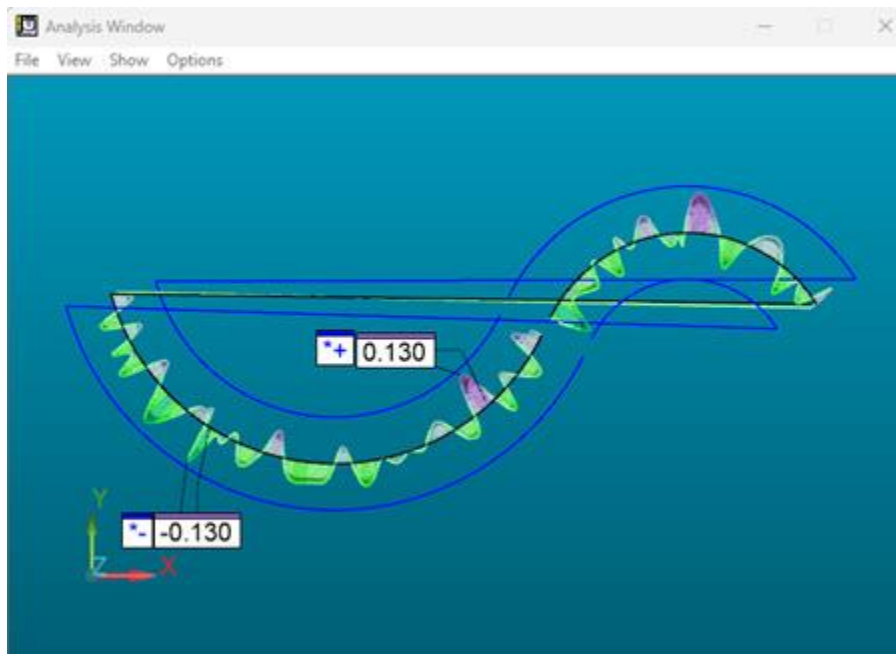 Analysis Window
File View Show Options
*+ 0.130
*- -0.130
Y
Z X